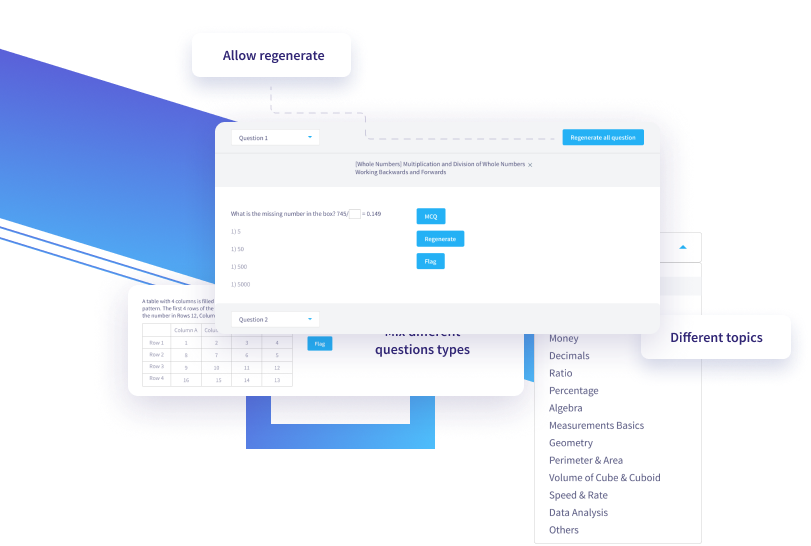 Allow regenerate
Question 1
Regenerate all question
[Whole Numbers] Multiplication and Division of Whole Numbers ×
Working Backwards and Forwards
What is the missing number in the box? 745/ = 0.149
MCQ
1) 5
Regenerate
1) 50
Flag
1) 500
1) 5000
Question 2
A table with 4 columns is filled
pattern. The first 4 rows of the
the number in Rows 12, Colum
Column A
Row 1 1 2 3 4
Row 2 8 7 6 5
Row 3 9 10 11 12
Row 4 16 15 14 13
Flag
Mix different
questions types
Different topics
Money
Decimals
Ratio
Percentage
Algebra
Measurements Basics
Geometry
Perimeter & Area
Volume of Cube & Cuboid
Speed & Rate
Data Analysis
Others